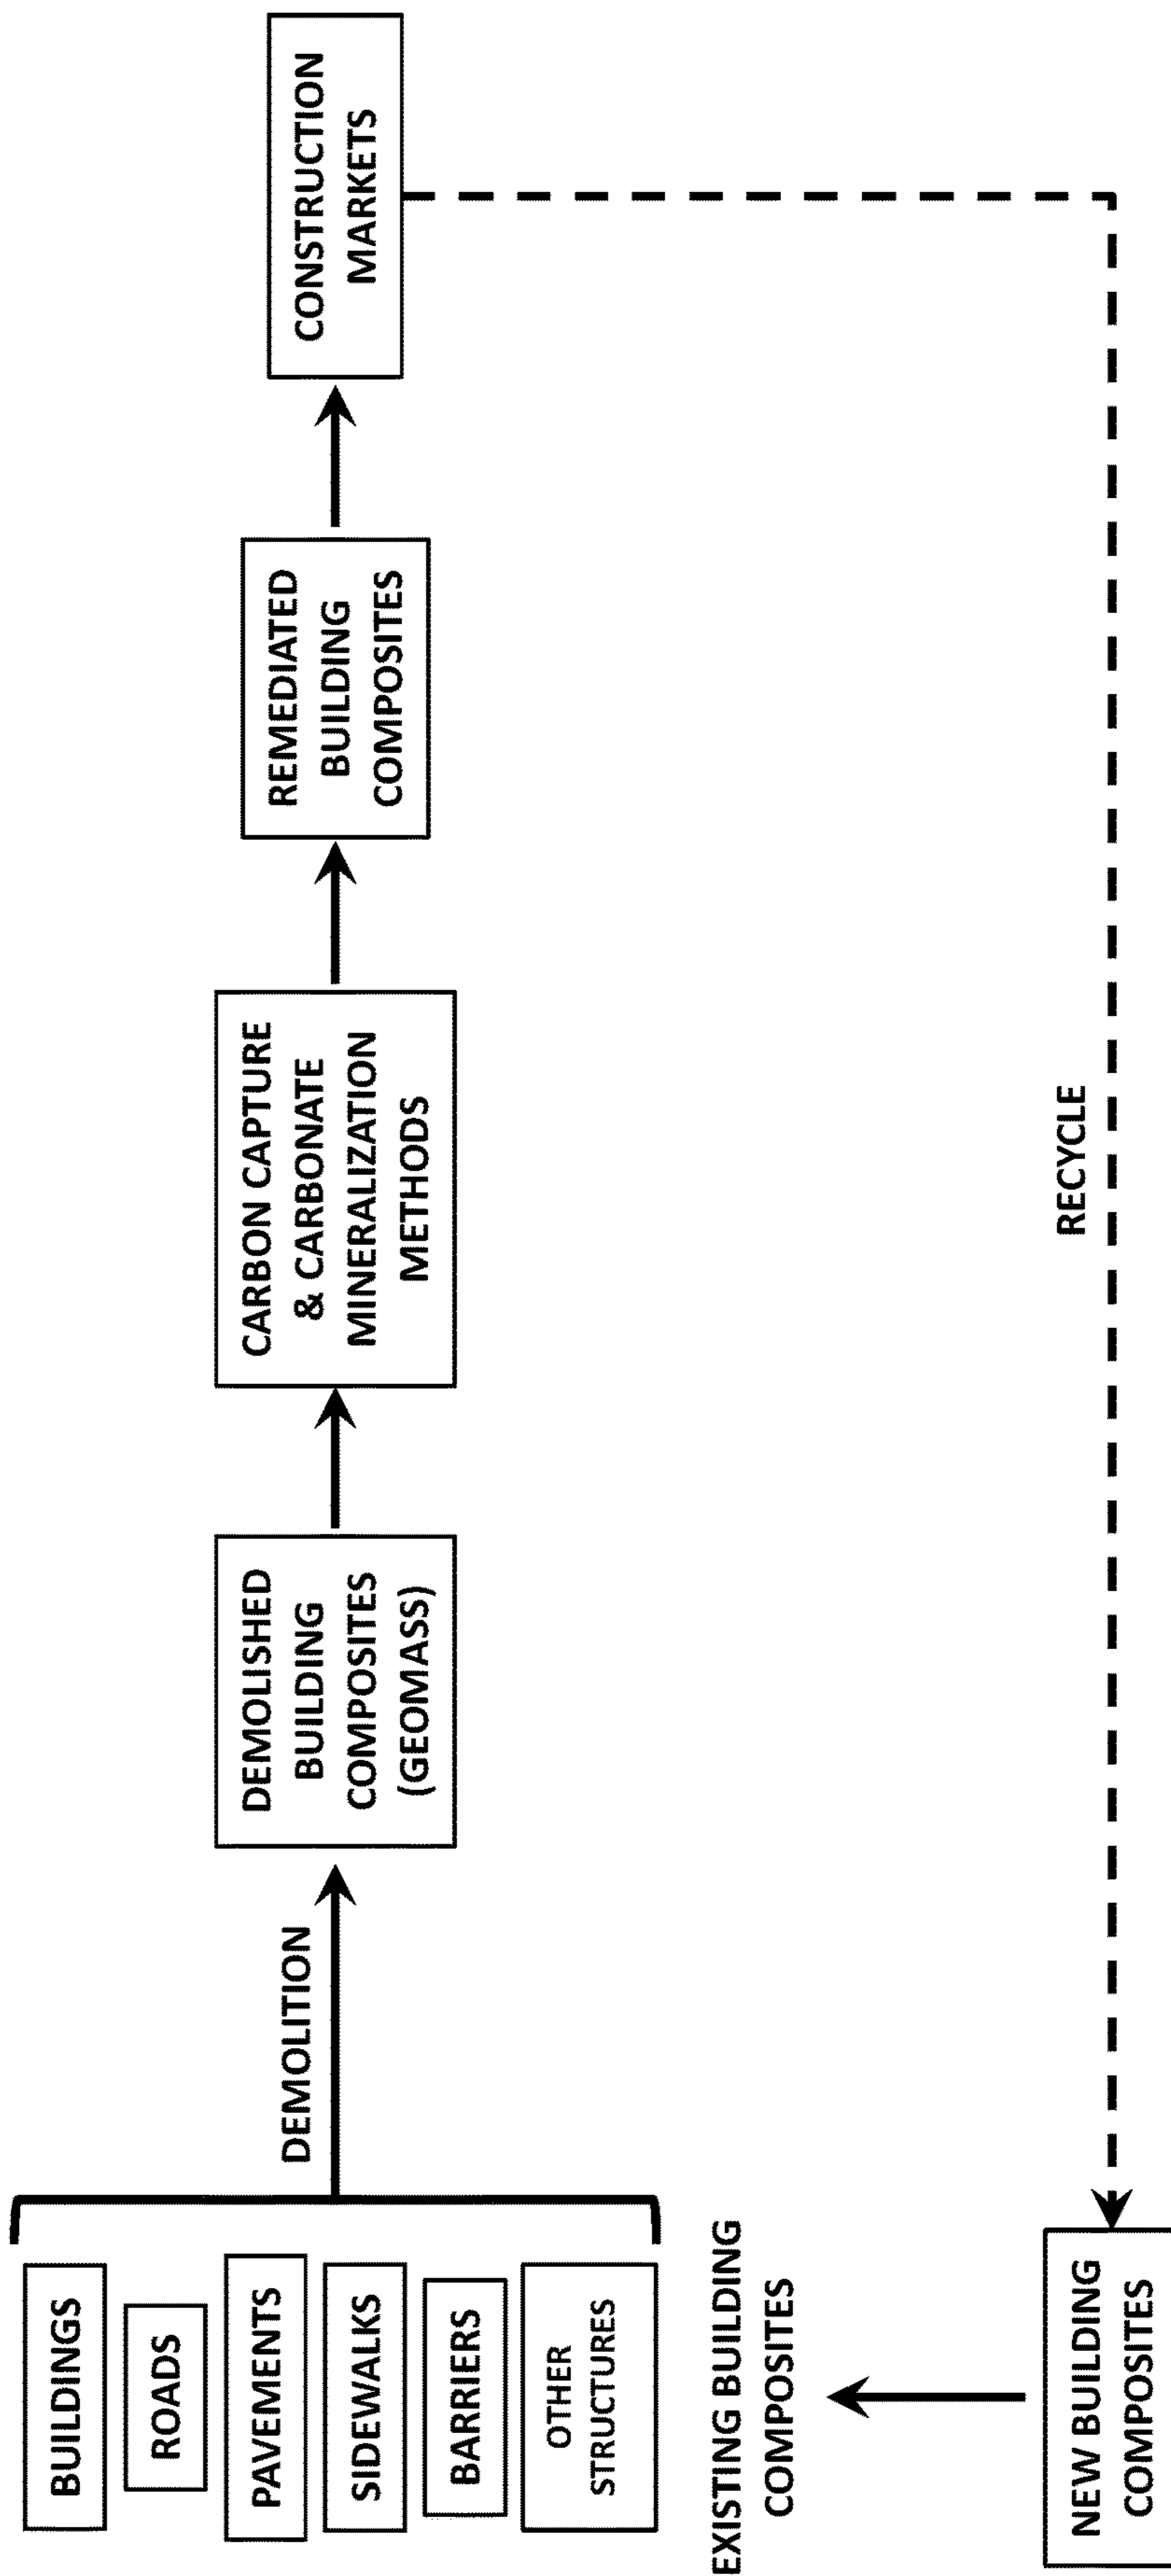 BUILDINGS
ROADS
PAVEMENTS
SIDEWALKS
BARRIERS
OTHER
STRUCTURES
EXISTING BUILDING
COMPOSITES
DEMOLITION
DEMOLISHED
BUILDING
COMPOSITES
(GEOMASS)
CARBON CAPTURE
& CARBONATE
MINERALIZATION
METHODS
REMEDIATED
BUILDING
COMPOSITES
CONSTRUCTION
MARKETS
RECYCLE
NEW BUILDING
COMPOSITES